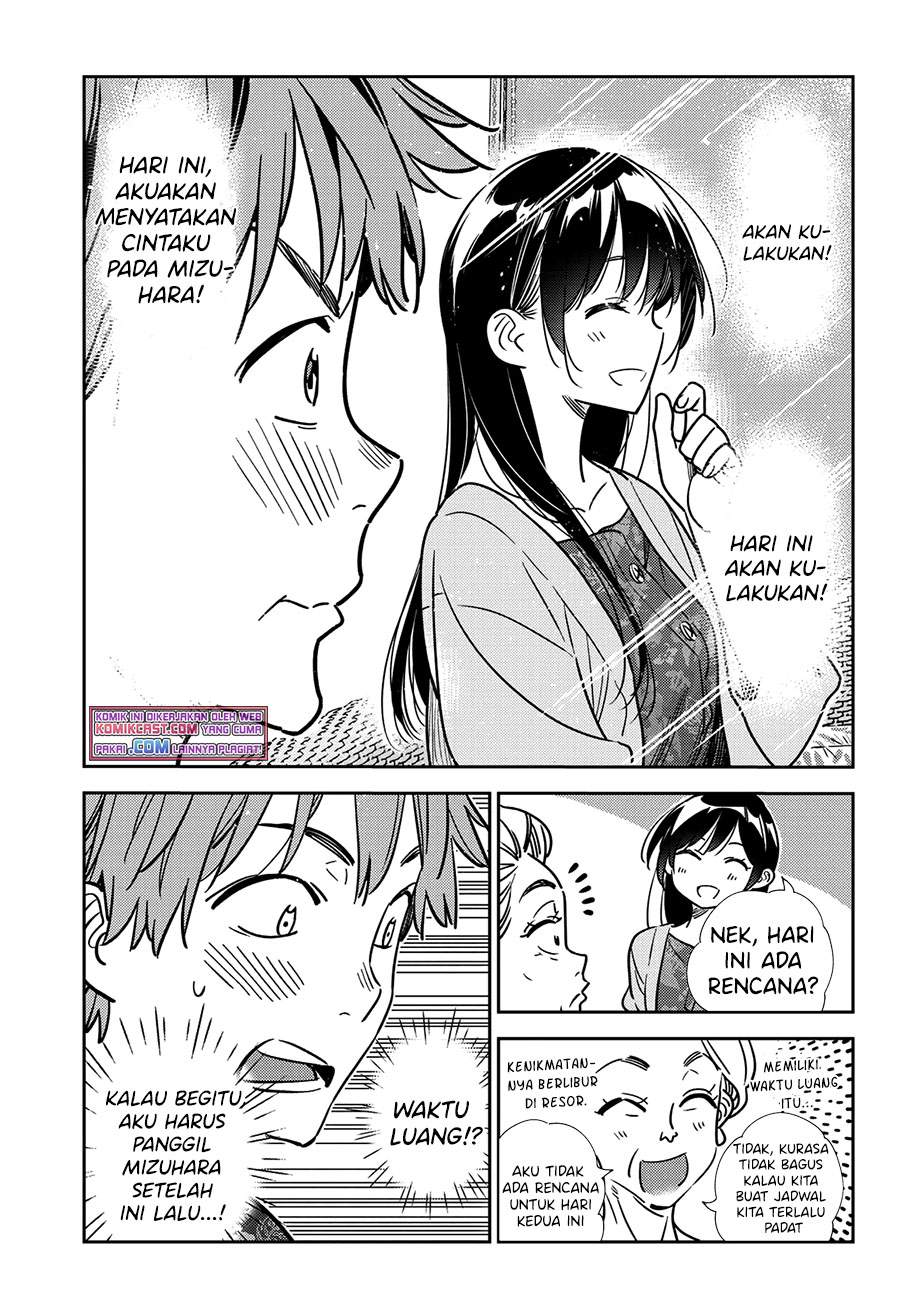 AKAN KU-
LAKUKAN!
HARI INI,
AKUAKAN
MENYATAKAN
CINTAKU
PADA MIZU-
HARA!
HARI INI
AKAN KU-
LAKUKAN!
KOMIK INI DIKERJAKAN OLEH WEB
KOMIKCAST.COM YANG CUMA
PAKAI .COM LAINNYA PLAGIAT!
NEK, HARI
INI ADA
RENCANA?
MEMILIKI
WAKTU LUANG
ITU...
TIDAK, KURASA
TIDAK BAGUS
KALAU KITA
BUAT JADWAL
KITA TERLALU
PADAT
KENIKMATAN-
NYA BERLIBUR
DI RESOR.
AKU TIDAK
ADA RENCANA
UNTUK HARI
KEDUA INI
WAKTU
LUANG!?
KALAU BEGITU,
AKU HARUS
PANGGIL
MIZUHARA
SETELAH
INI LALU...!